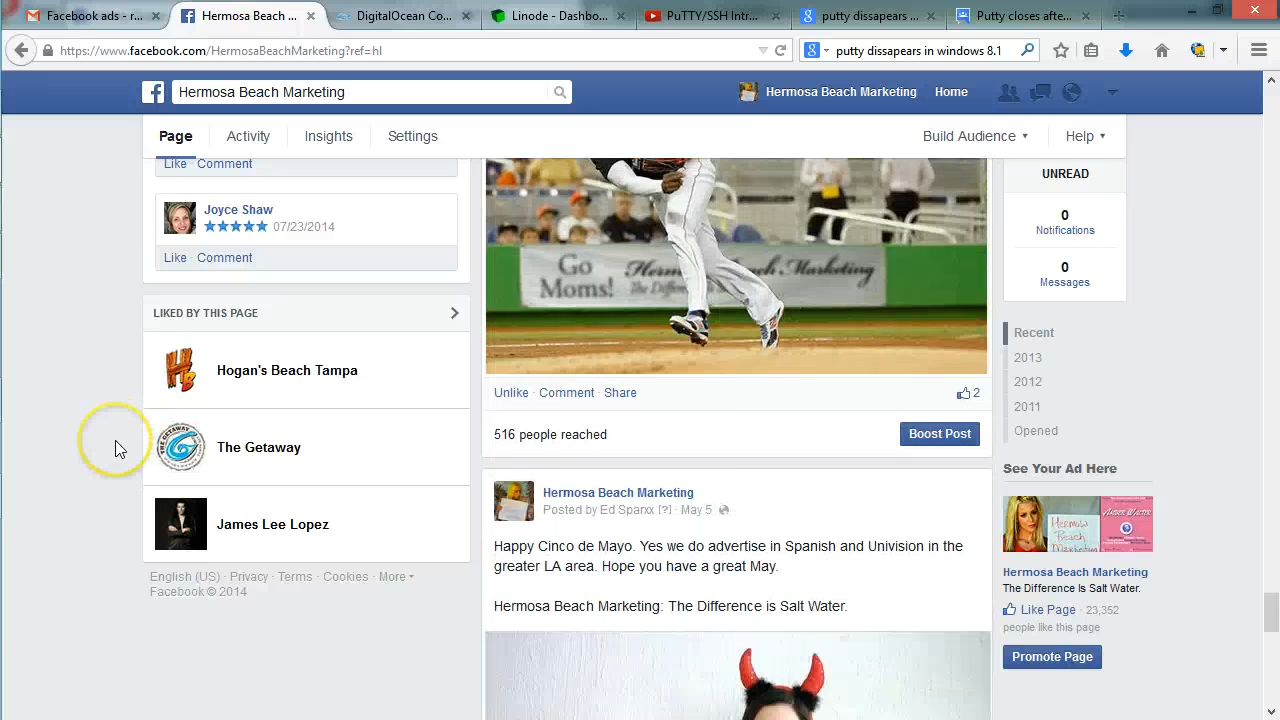 Facebook ads - r...
Hermosa Beach ...
DigitalOcean Co...
Linode - Dashbo...
PuTTY/SSH Intr...
putty dissapears ...
Putty closes afte...
https://www.facebook.com/HermosaBeachMarketing?ref=hl
putty dissapears in windows 8.1
Hermosa Beach Marketing
Hermosa Beach Marketing Home
Page Activity Insights Settings
Build Audience Help
Like · Comment
Joyce Shaw
07/23/2014
Like · Comment
LIKED BY THIS PAGE
Hogan's Beach Tampa
THE GETAWAY
The Getaway
James Lee Lopez
English (US) · Privacy · Terms · Cookies · More
Facebook © 2014
Go
Moms!
Unlike · Comment · Share
2
516 people reached
Boost Post
Hermosa Beach Marketing
Posted by Ed Sparxx [?] · May 5
Happy Cinco de Mayo. Yes we do advertise in Spanish and Univision in the
greater LA area. Hope you have a great May.
Hermosa Beach Marketing: The Difference is Salt Water.
UNREAD
0
Notifications
0
Messages
Recent
2013
2012
2011
Opened
See Your Ad Here
Hermosa
Beach
Marketing
Hermosa Beach Marketing
The Difference Is Salt Water.
Like Page · 23,352
people like this page
Promote Page